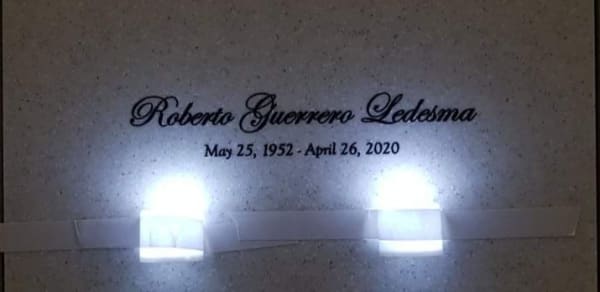 Roberto Guerrero Ledesma
May 25, 1952 - April 26, 2020